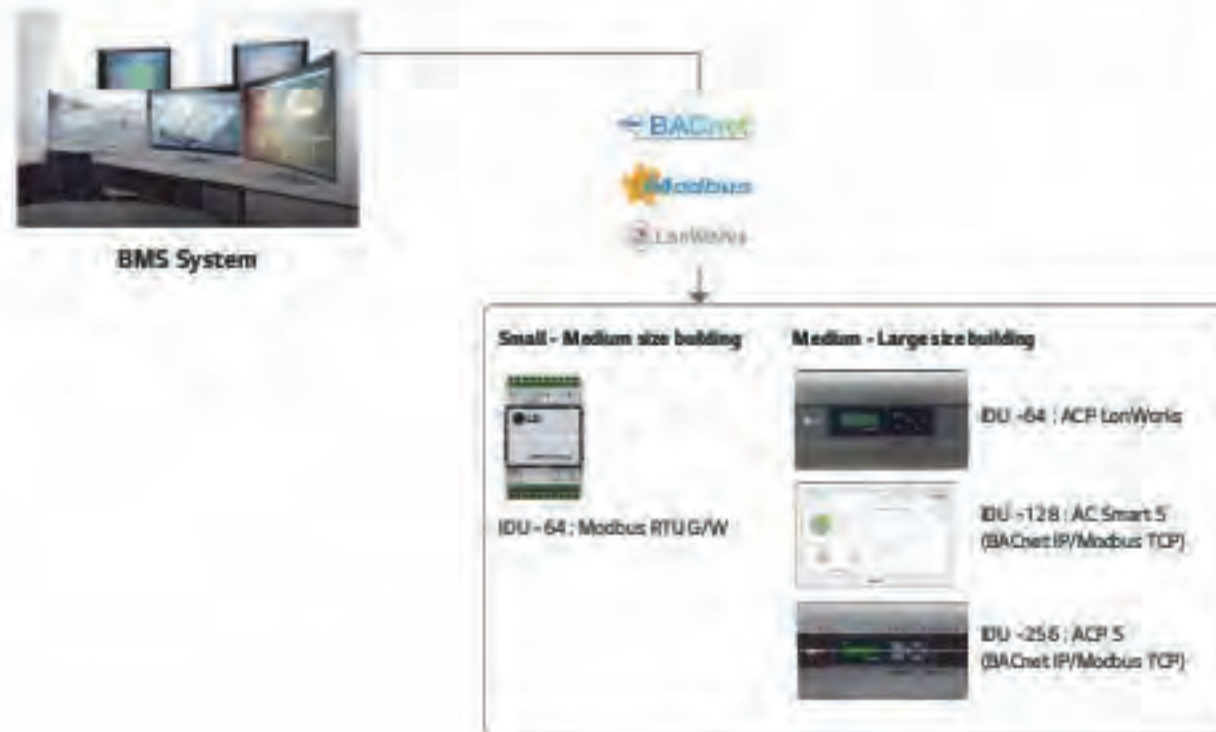 BACnet
Modbus
LonWorks
BMS System
Small - Medium size building
LG
IDU - 64 : Modbus RTU G/W
Medium - Large size building
IDU -64 : ACP LonWorks
IDU -128 : AC Smart 5
(BACnet IP/Modbus TCP)
IDU -256 : ACP 5
(BACnet IP/Modbus TCP)